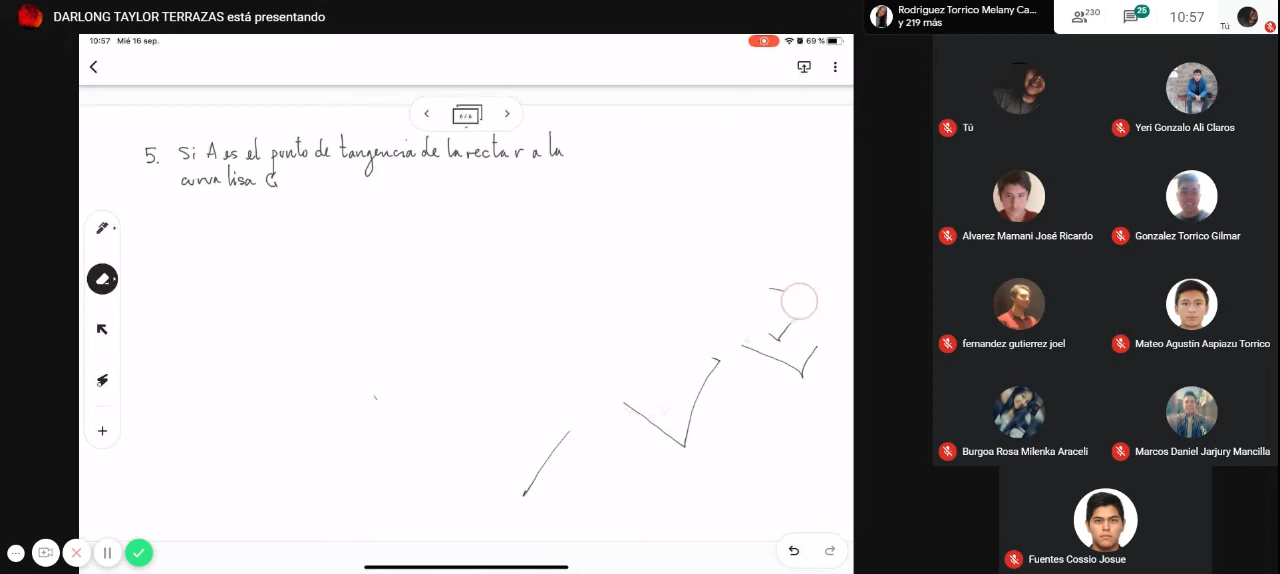 DARLONG TAYLOR TERRAZAS está presentando
Rodriguez Torrico Melany Ca...
y 219 más
230
25
10:57
Tú
10:57 Mié 16 sep.
69 %
6 / 6
5. Si A es el punto de tangencia de la recta r a la
curva lisa C
Tú
Yeri Gonzalo Ali Claros
Alvarez Mamani José Ricardo
Gonzalez Torrico Gilmar
fernandez gutierrez joel
Mateo Agustín Aspiazu Torrico
Burgoa Rosa Milenka Araceli
Marcos Daniel Jarjury Mancilla
Fuentes Cossio Josue